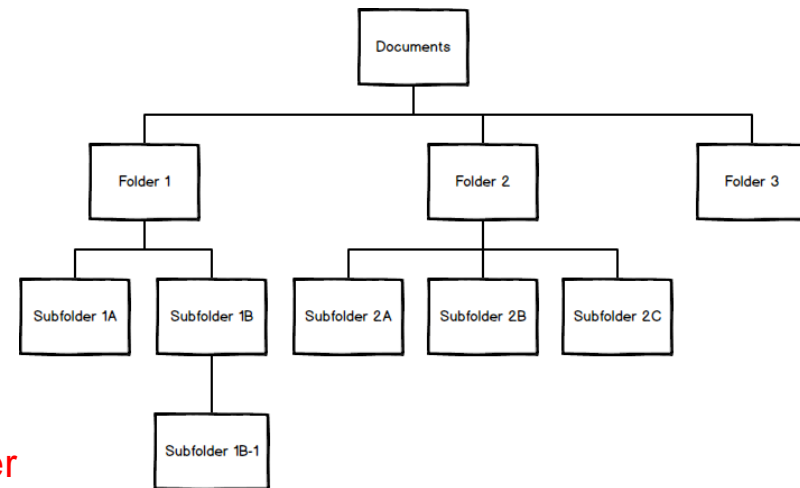 Documents
Folder 1
Folder 2
Folder 3
Subfolder 1A
Subfolder 1B
Subfolder 2A
Subfolder 2B
Subfolder 2C
Subfolder 1B-1